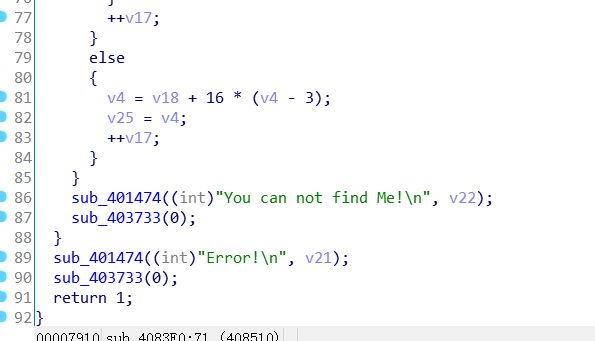 77 ++v17;
78 }
79 else
80 {
81 v4 = v18 + 16 * (v4 - 3);
82 v25 = v4;
83 ++v17;
84 }
85 }
86 sub_401474((int)"You can not find Me!\n", v22);
87 sub_403733(0);
88 }
89 sub_401474((int)"Error!\n", v21);
90 sub_403733(0);
91 return 1;
92 }
00007910 sub_4083F0:71 (408510)